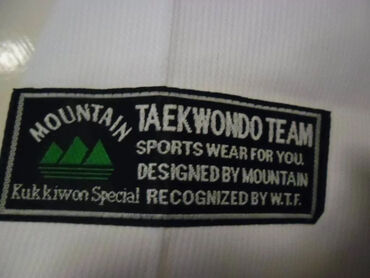 MOUNTAIN
Kukkiwon Special
TAEKWONDO TEAM
SPORTS WEAR FOR YOU.
DESIGNED BY MOUNTAIN
RECOGNIZED BY W.T.F.